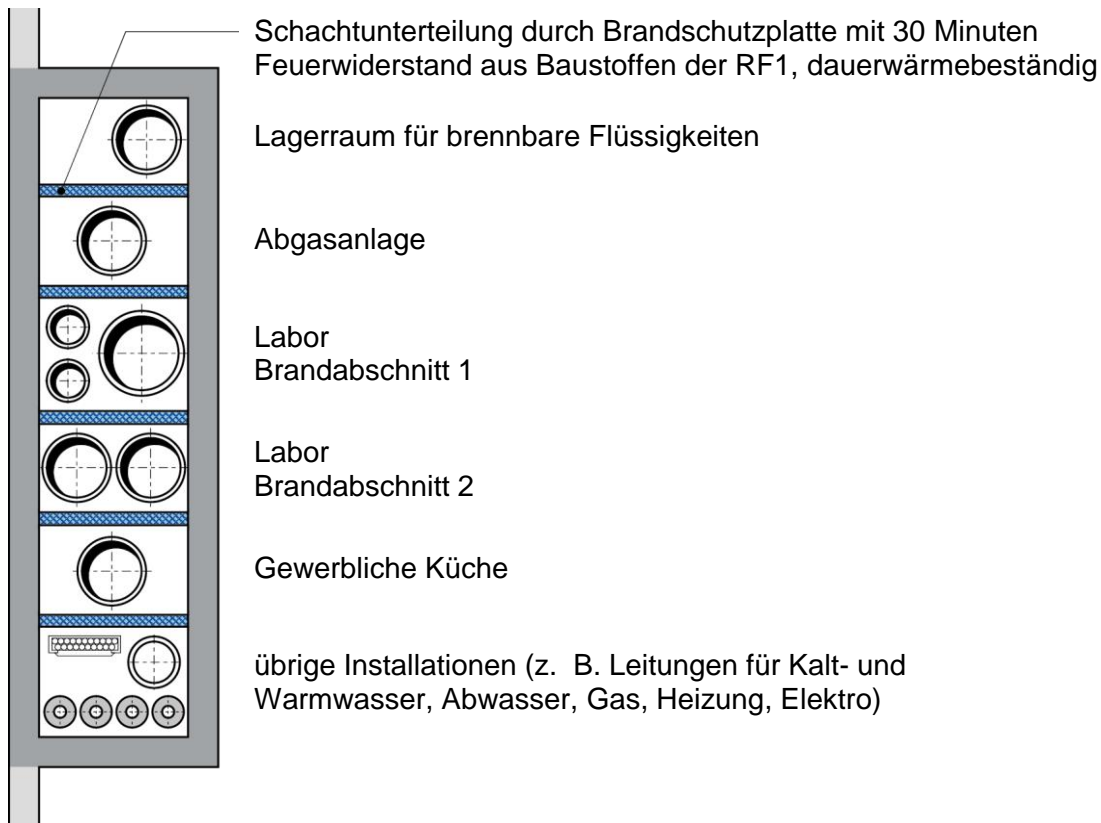 Schachtunterteilung durch Brandschutzplatte mit 30 Minuten
Feuerwiderstand aus Baustoffen der RF1, dauerwärmebeständig
Lagerraum für brennbare Flüssigkeiten
Abgasanlage
Labor
Brandabschnitt 1
Labor
Brandabschnitt 2
Gewerbliche Küche
übrige Installationen (z. B. Leitungen für Kalt- und
Warmwasser, Abwasser, Gas, Heizung, Elektro)